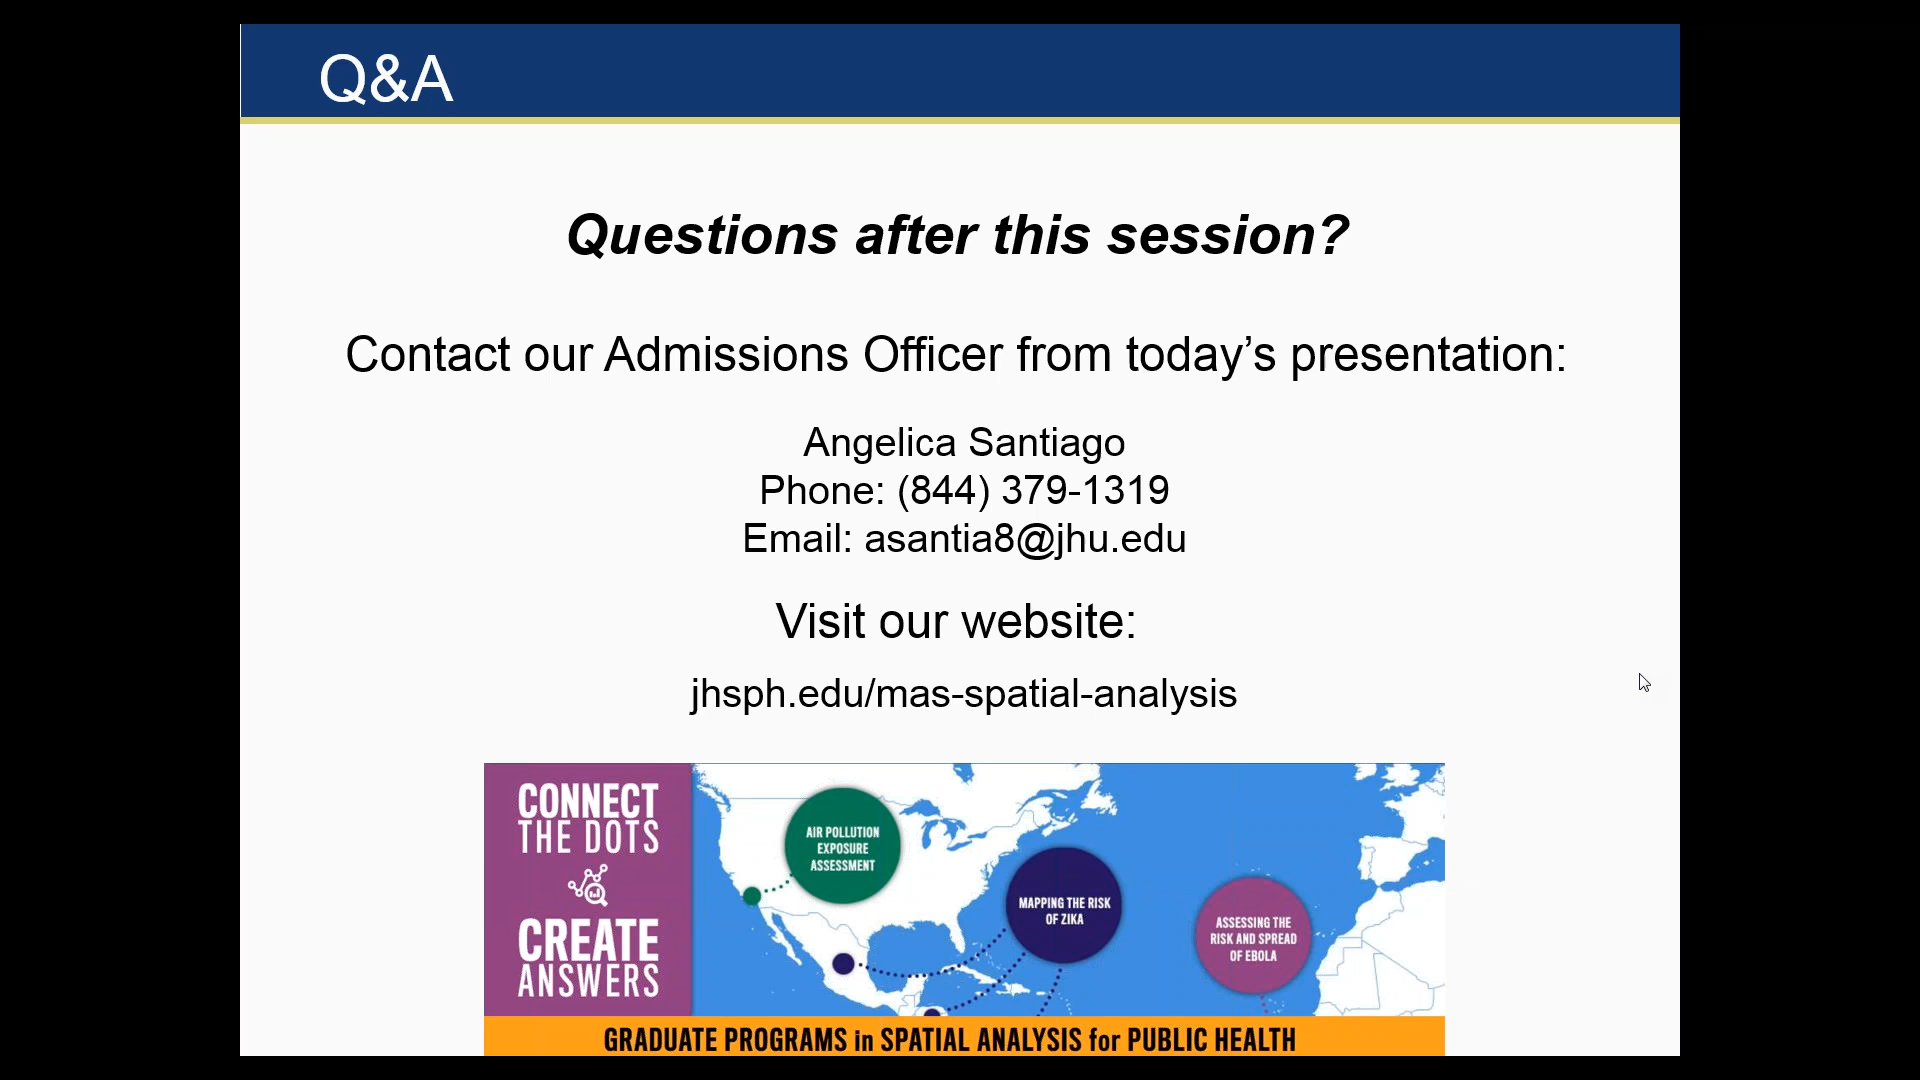 Q&A
Questions after this session?
Contact our Admissions Officer from today’s presentation:
Angelica Santiago
Phone: (844) 379-1319
Email: asantia8@jhu.edu
Visit our website:
jhsph.edu/mas-spatial-analysis
CONNECT
THE DOTS
CREATE
ANSWERS
AIR POLLUTION
EXPOSURE
ASSESSMENT
MAPPING THE RISK
OF ZIKA
ASSESSING THE
RISK AND SPREAD
OF EBOLA
GRADUATE PROGRAMS in SPATIAL ANALYSIS for PUBLIC HEALTH